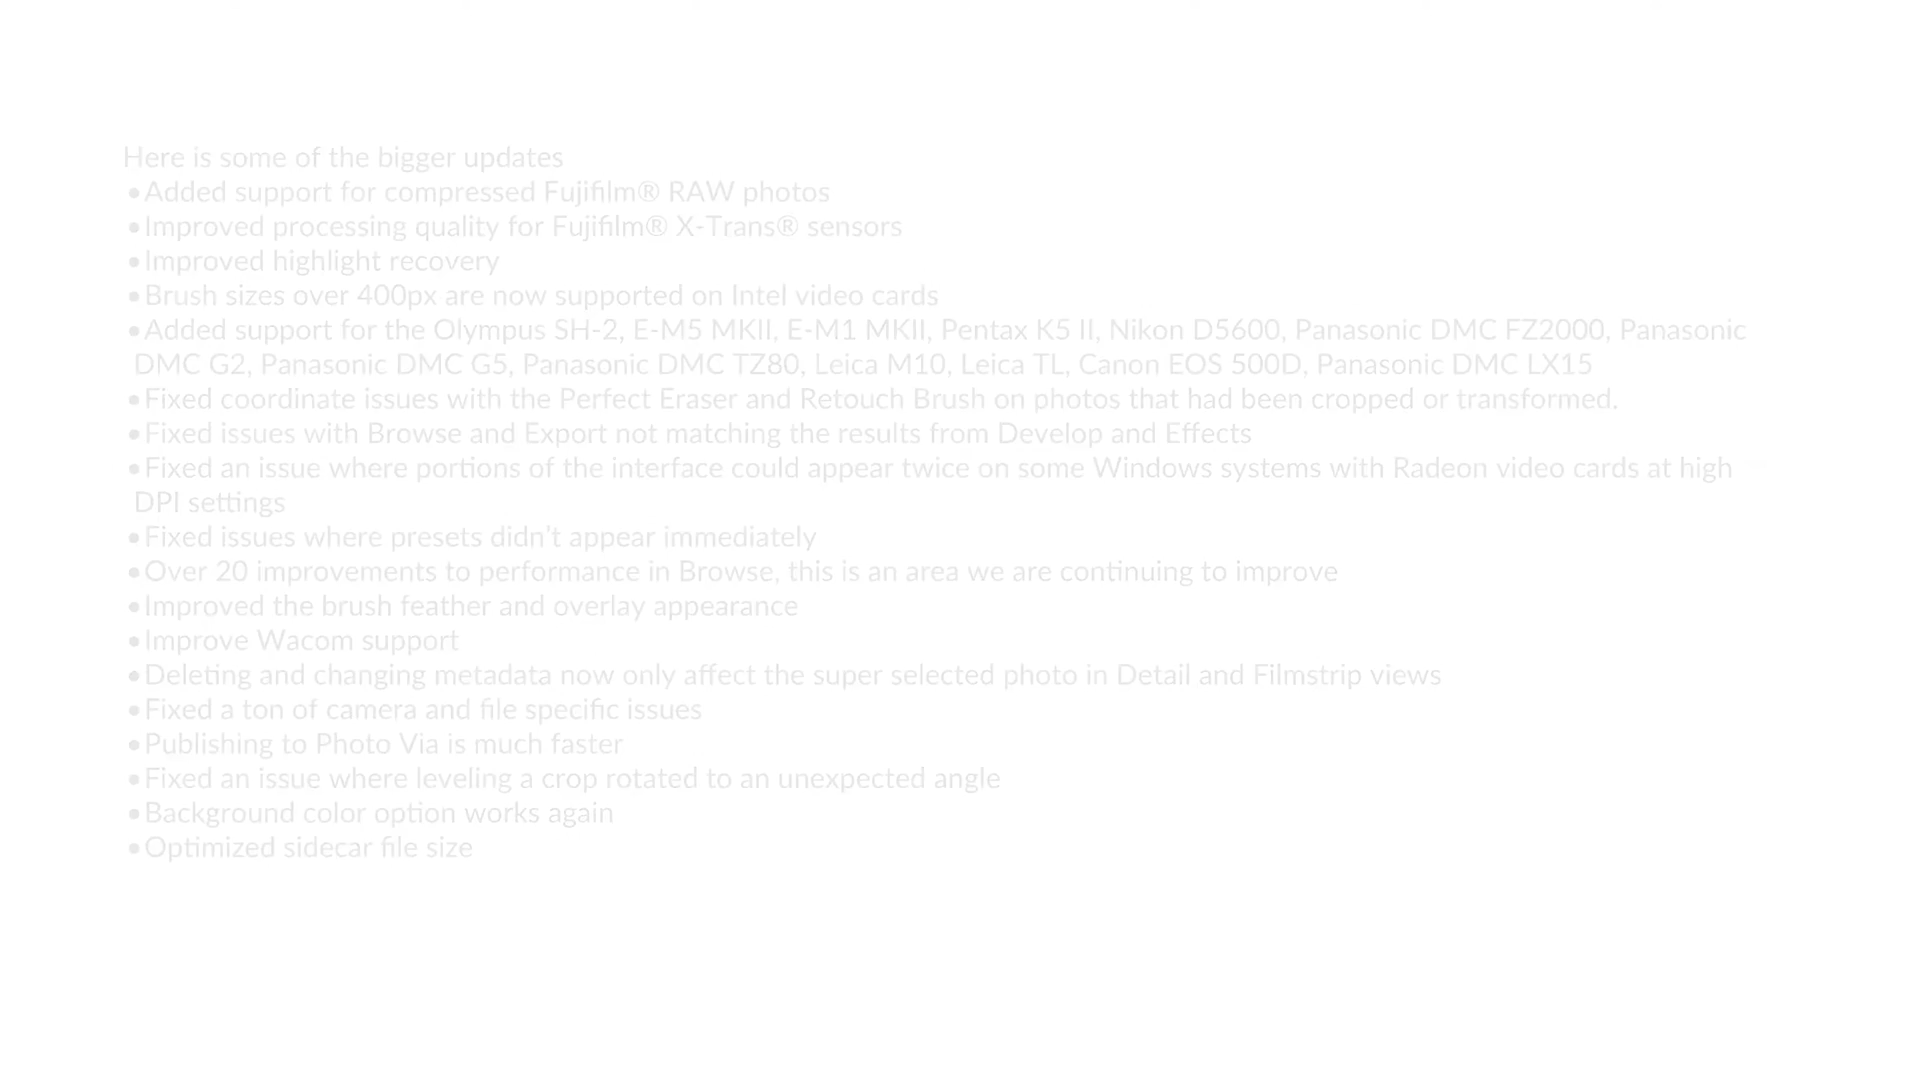 Here is some of the bigger updates
•Added support for compressed Fujifilm® RAW photos
•Improved processing quality for Fujifilm® X-Trans® sensors
•Improved highlight recovery
•Brush sizes over 400px are now supported on Intel video cards
•Added support for the Olympus SH-2, E-M5 MKII, E-M1 MKII, Pentax K5 II, Nikon D5600, Panasonic DMC FZ2000, Panasonic
DMC G2, Panasonic DMC G5, Panasonic DMC TZ80, Leica M10, Leica TL, Canon EOS 500D, Panasonic DMC LX15
•Fixed coordinate issues with the Perfect Eraser and Retouch Brush on photos that had been cropped or transformed.
•Fixed issues with Browse and Export not matching the results from Develop and Effects
•Fixed an issue where portions of the interface could appear twice on some Windows systems with Radeon video cards at high
DPI settings
•Fixed issues where presets didn't appear immediately
•Over 20 improvements to performance in Browse, this is an area we are continuing to improve
•Improved the brush feather and overlay appearance
•Improve Wacom support
•Deleting and changing metadata now only affect the super selected photo in Detail and Filmstrip views
•Fixed a ton of camera and file specific issues
•Publishing to Photo Via is much faster
•Fixed an issue where leveling a crop rotated to an unexpected angle
•Background color option works again
•Optimized sidecar file size